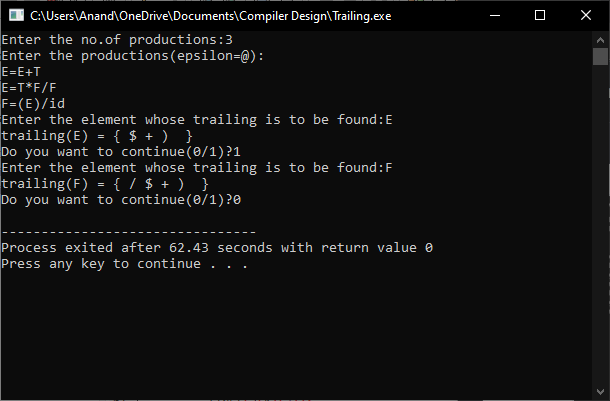 C:\Users\Anand\OneDrive\Documents\Compiler Design\Trailing.exe
Enter the no.of productions:3
Enter the productions(epsilon=@):
E=E+T
E=T*F/F
F=(E)/id
Enter the element whose trailing is to be found:E
trailing(E) = { $ + )  }
Do you want to continue(0/1)?1
Enter the element whose trailing is to be found:F
trailing(F) = { / $ + )  }
Do you want to continue(0/1)?0
--------------------------------
Process exited after 62.43 seconds with return value 0
Press any key to continue . . .